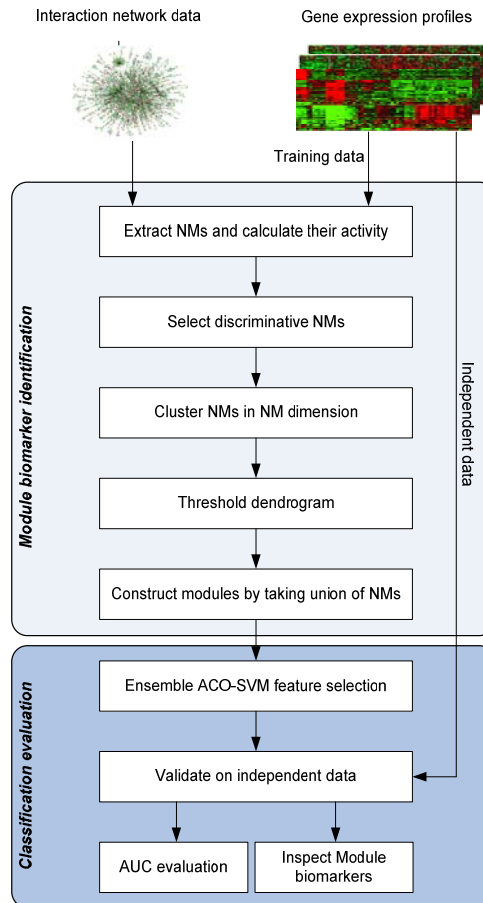 Interaction network data
Gene expression profiles
Training data
Module biomarker identification
Extract NMs and calculate their activity
Select discriminative NMs
Cluster NMs in NM dimension
Threshold dendrogram
Construct modules by taking union of NMs
Independent data
Classification evaluation
Ensemble ACO-SVM feature selection
Validate on independent data
AUC evaluation
Inspect Module
biomarkers